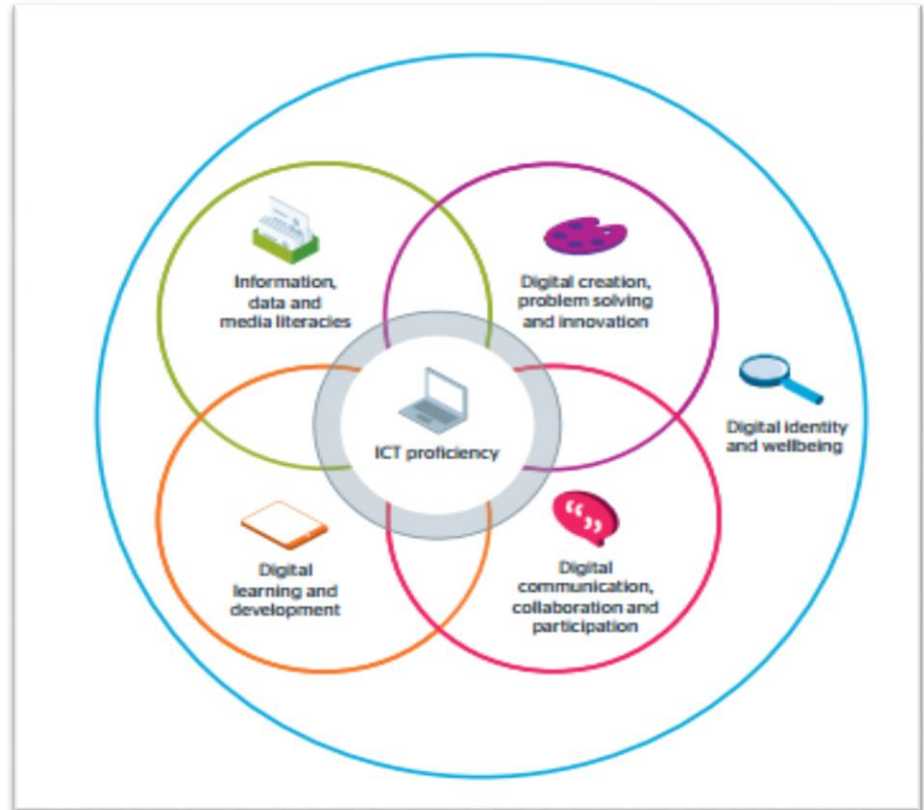 Information,
data and
media literacies
Digital creation,
problem solving
and innovation
ICT proficiency
Digital identity
and wellbeing
Digital
learning and
development
Digital
communication,
collaboration and
participation